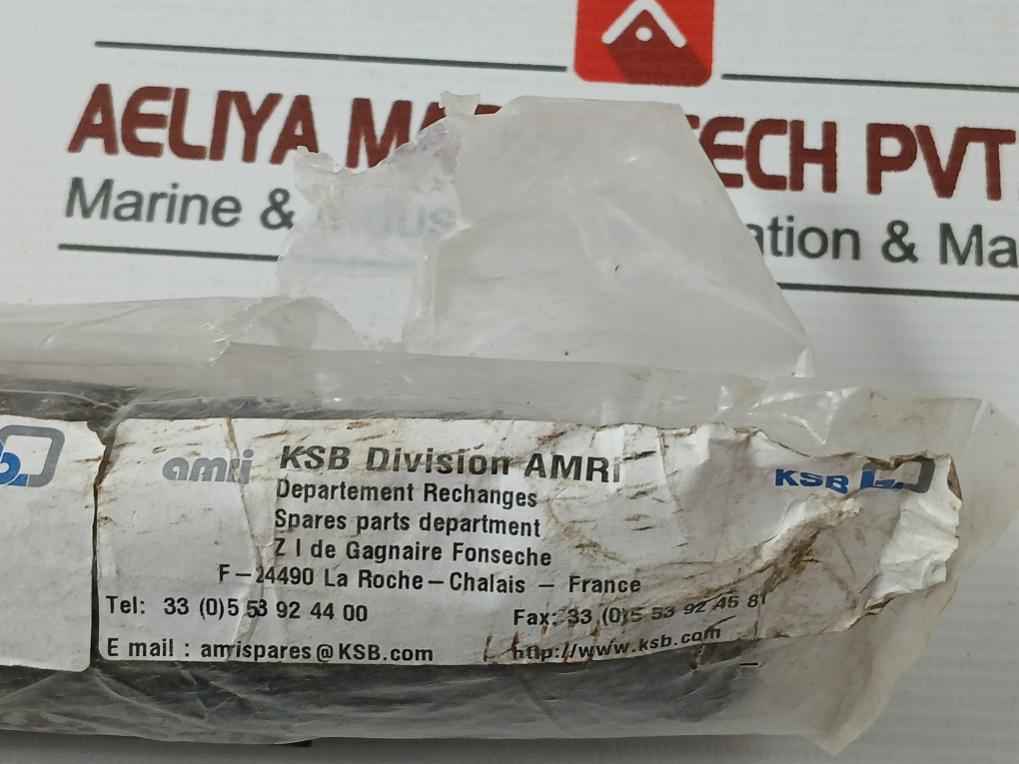 AELIYA MA TECH PVT
Marine & ation & Ma
amri KSB Division AMRi KSB
Departement Rechanges
Spares parts department
Z I de Gagnaire Fonseche
F-24490 La Roche-Chalais - France
Tel: 33 (0)5 53 92 44 00 Fax: 33 (0)5 53 92 45 81
E mail : amrispares@KSB.com http://www.ksb.com